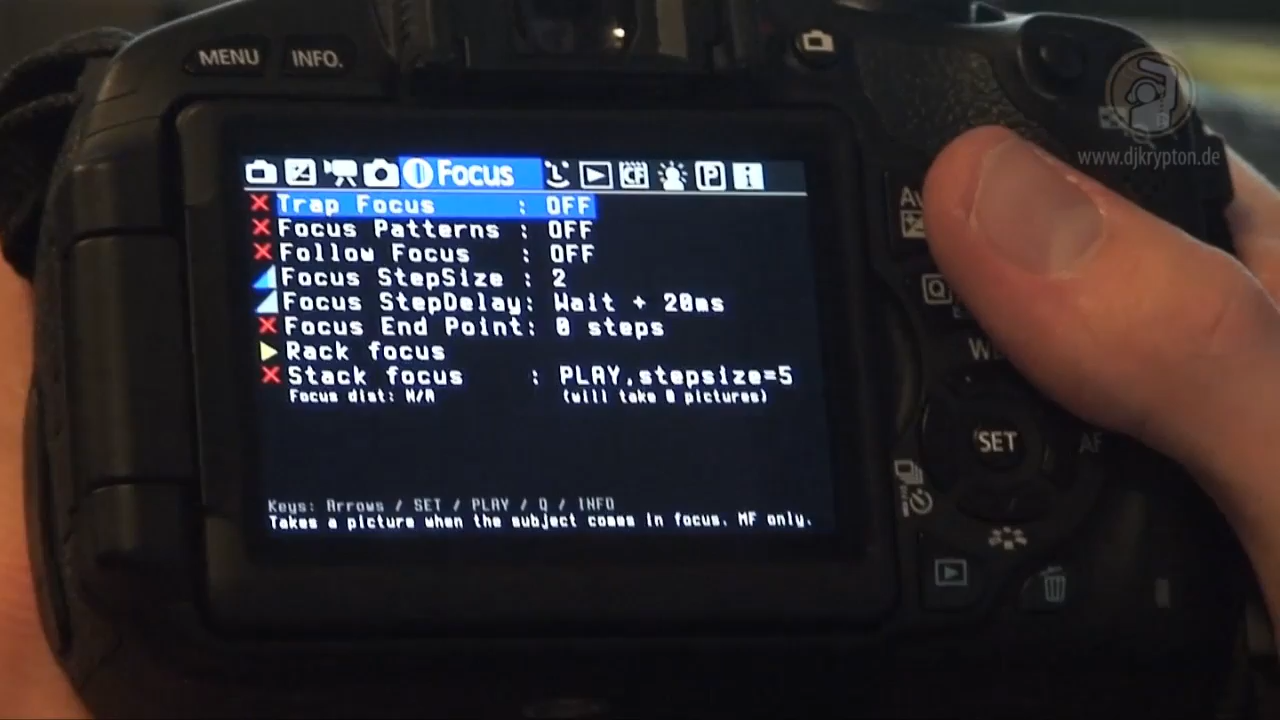 MENU
INFO.
www.djkrypton.de
Focus
CF
P
Trap Focus : OFF
Focus Patterns : OFF
Follow Focus : OFF
Focus StepSize : 2
Focus StepDelay: Wait + 20ms
Focus End Point: 0 steps
Rack focus
Stack focus : PLAY,stepsize=5
Focus dist: N/A (will take 0 pictures)
Keys: Arrows / SET / PLAY / Q / INFO
Takes a picture when the subject comes in focus. MF only.
Q
SET
AF